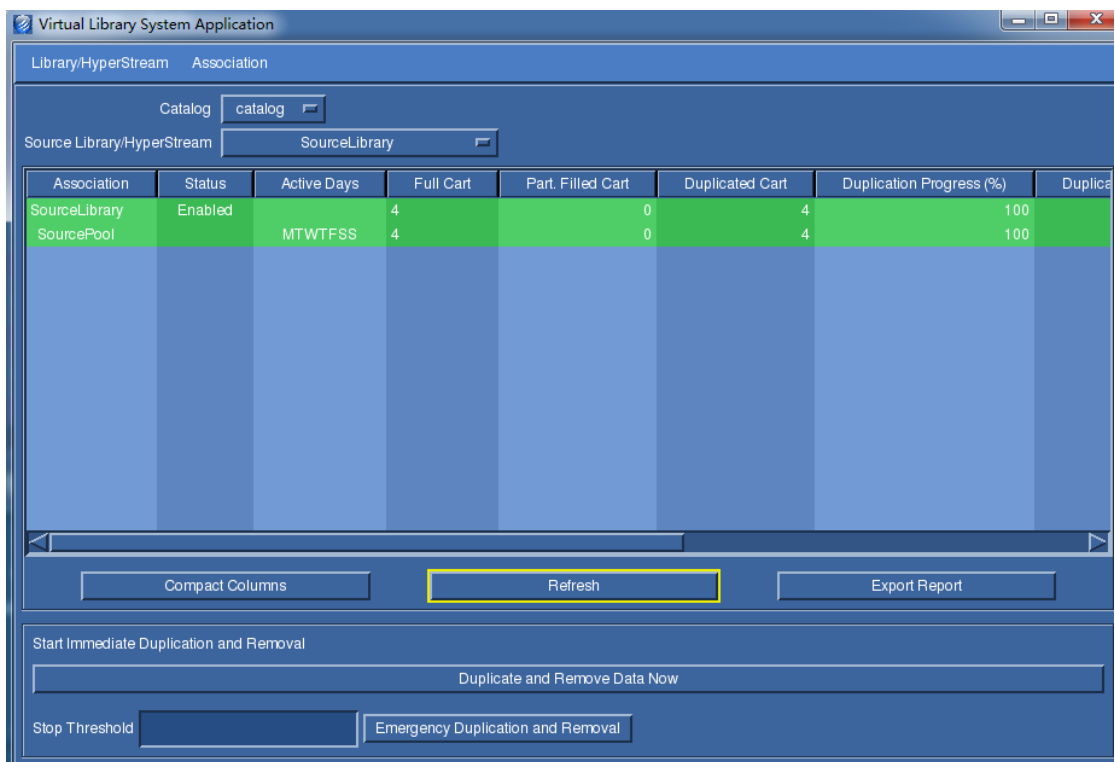 Virtual Library System Application
Library/HyperStream Association
Catalog catalog
Source Library/HyperStream SourceLibrary
Association Status Active Days Full Cart Part. Filled Cart Duplicated Cart Duplication Progress (%) Duplica
SourceLibrary Enabled 4 0 4 100
SourcePool MTWTFSS 4 0 4 100
Compact Columns Refresh Export Report
Start Immediate Duplication and Removal
Duplicate and Remove Data Now
Stop Threshold Emergency Duplication and Removal